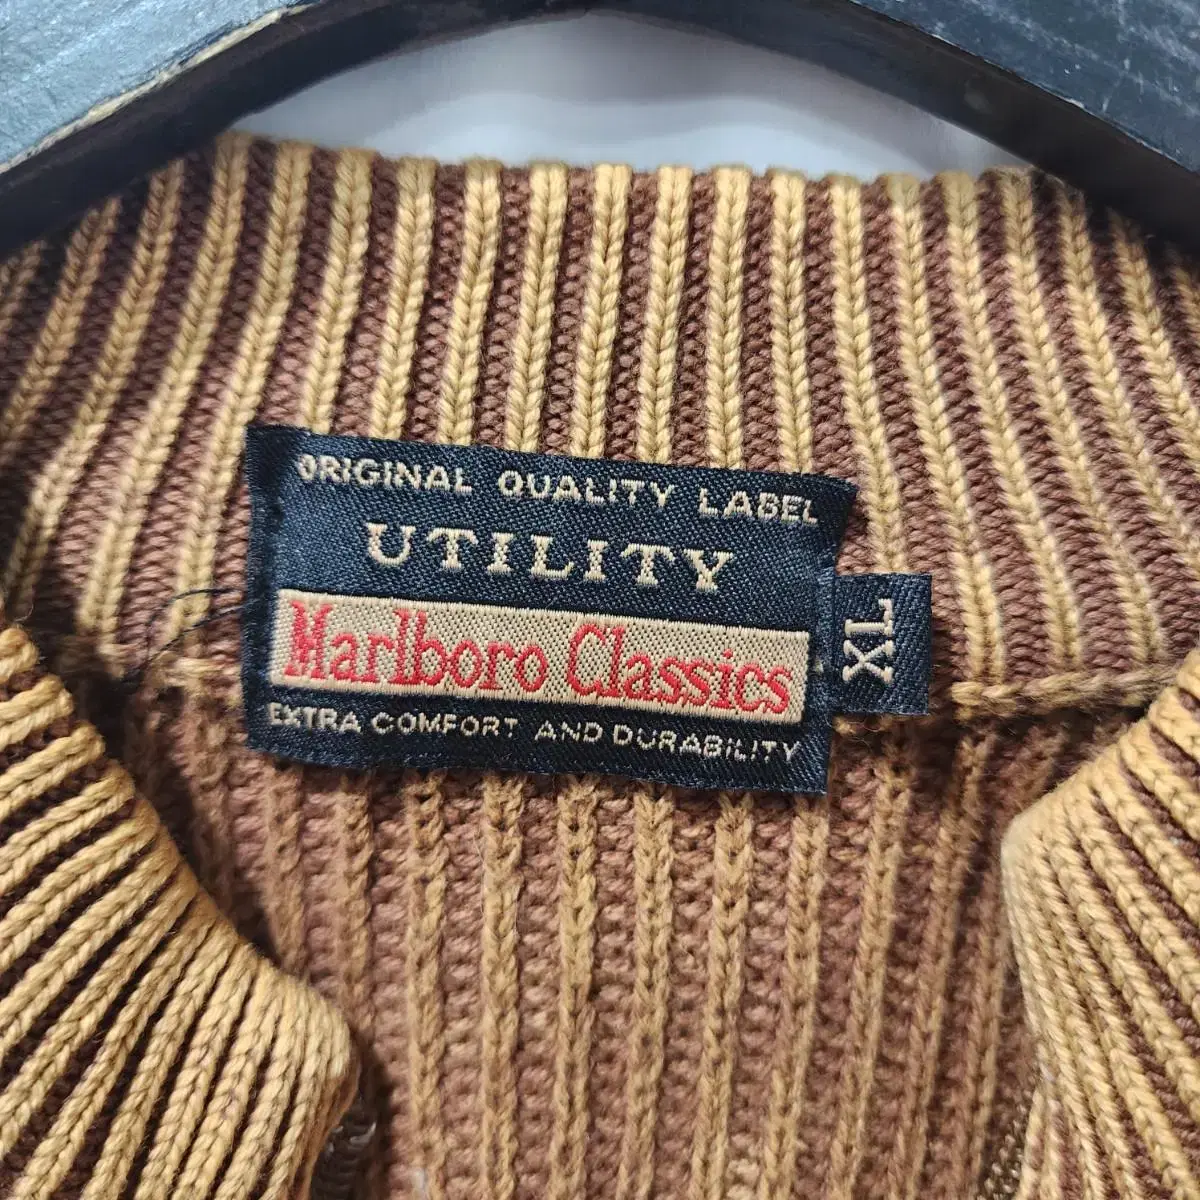 ORIGINAL QUALITY LABEL
UTILITY
Marlboro Classics
EXTRA COMFORT AND DURABILITY
XL